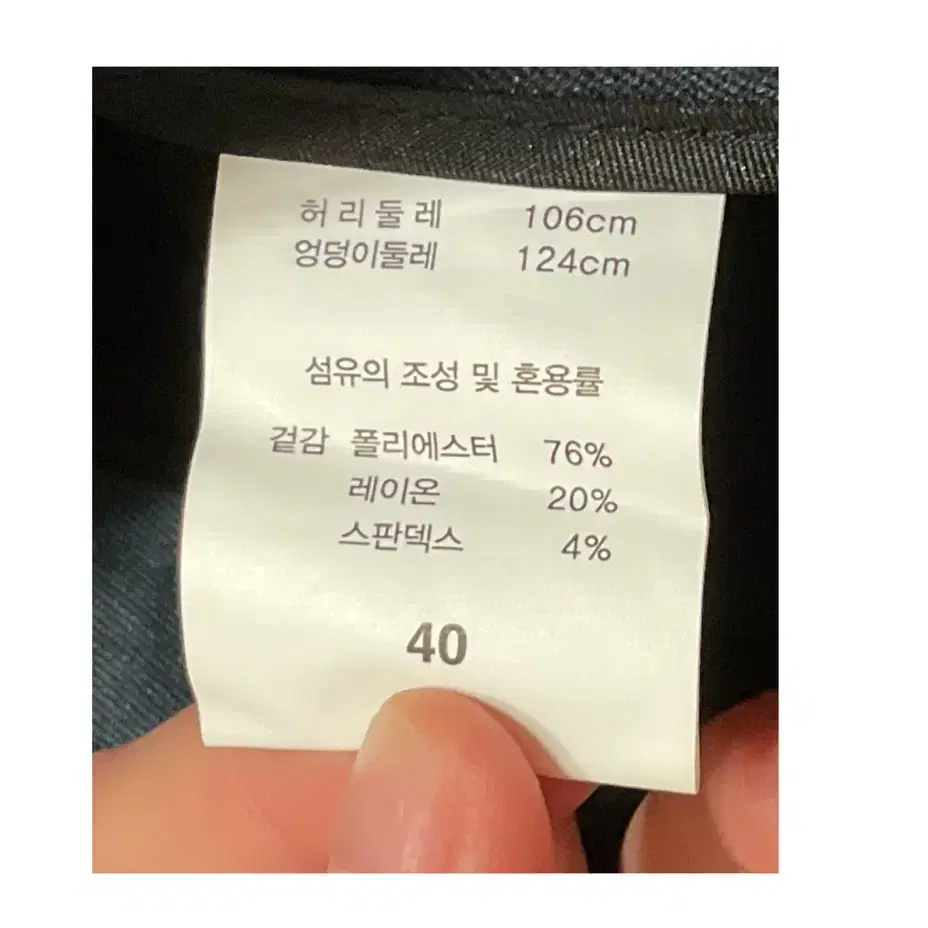 허리둘레 106cm
엉덩이둘레 124cm
섬유의 조성 및 혼용률
겉감 폴리에스터 76%
레이온 20%
스판덱스 4%
40